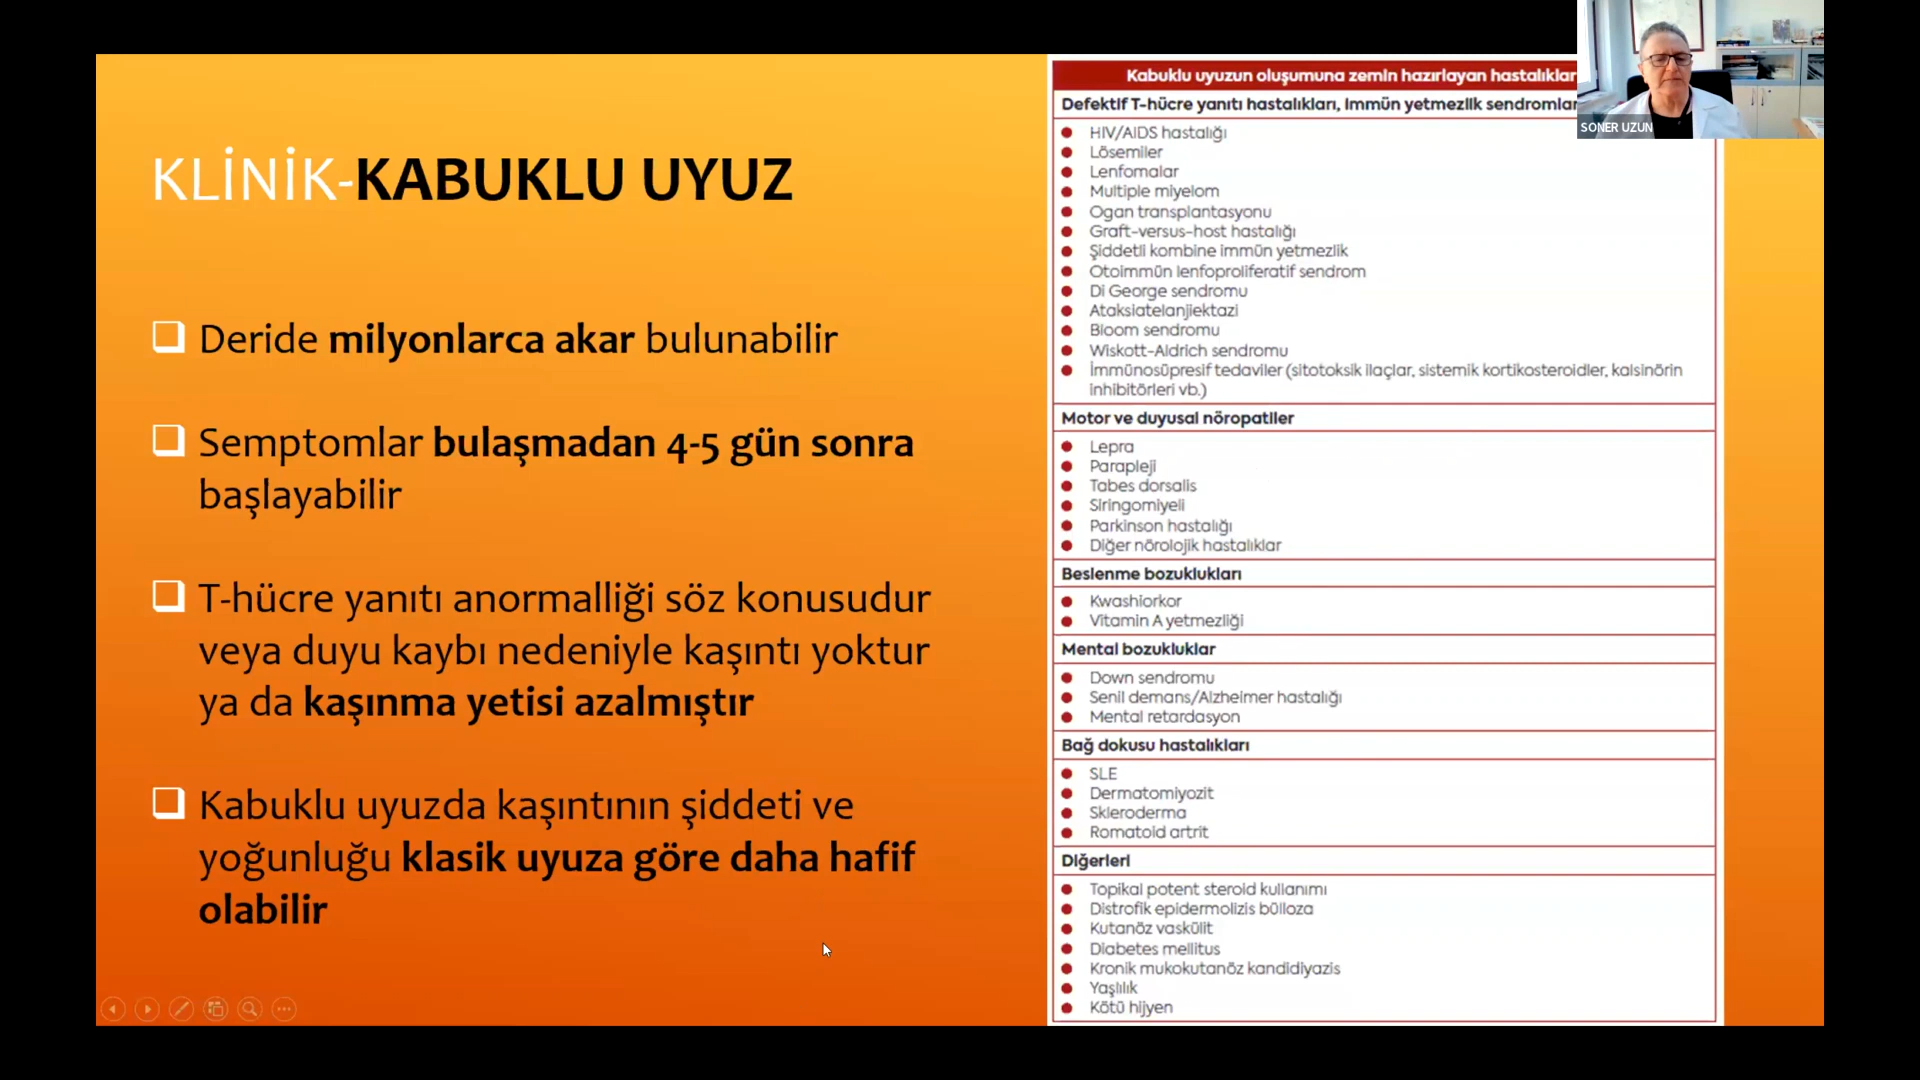 KLİNİK-KABUKLU UYUZ
Deride milyonlarca akar bulunabilir
Semptomlar bulaşmadan 4-5 gün sonra
başlayabilir
T-hücre yanıtı anormalliği söz konusudur
veya duyu kaybı nedeniyle kaşıntı yoktur
ya da kaşınma yetisi azalmıştır
Kabuklu uyuzda kaşıntının şiddeti ve
yoğunluğu klasik uyuza göre daha hafif
olabilir
Kabuklu uyuzun oluşumuna zemin hazırlayan hastalıklar
Defektif T-hücre yanıtı hastalıkları, immün yetmezlik sendromlar
HIV/AIDS hastalığı
Lösemiler
Lenfomalar
Multiple miyelom
Ogan transplantasyonu
Graft-versus-host hastalığı
Şiddetli kombine immün yetmezlik
Otoimmün lenfoproliferatif sendrom
Di George sendromu
Ataksiatelanjiektazi
Bloom sendromu
Wiskott-Aldrich sendromu
İmmünosüpresif tedaviler (sitotoksik ilaçlar, sistemik kortikosteroidler, kalsinörin
inhibitörleri vb.)
Motor ve duyusal nöropatiler
Lepra
Parapleji
Tabes dorsalis
Siringomiyeli
Parkinson hastalığı
Diğer nörolojik hastalıklar
Beslenme bozuklukları
Kwashiorkor
Vitamin A yetmezliği
Mental bozukluklar
Down sendromu
Senil demans/Alzheimer hastalığı
Mental retardasyon
Bağ dokusu hastalıkları
SLE
Dermatomiyozit
Skleroderma
Romatoid artrit
Diğerleri
Topikal potent steroid kullanımı
Distrofik epidermolizis bülloza
Kutanöz vaskülit
Diabetes mellitus
Kronik mukokutanöz kandidiyazis
Yaşlılık
Kötü hijyen
SONER UZUN